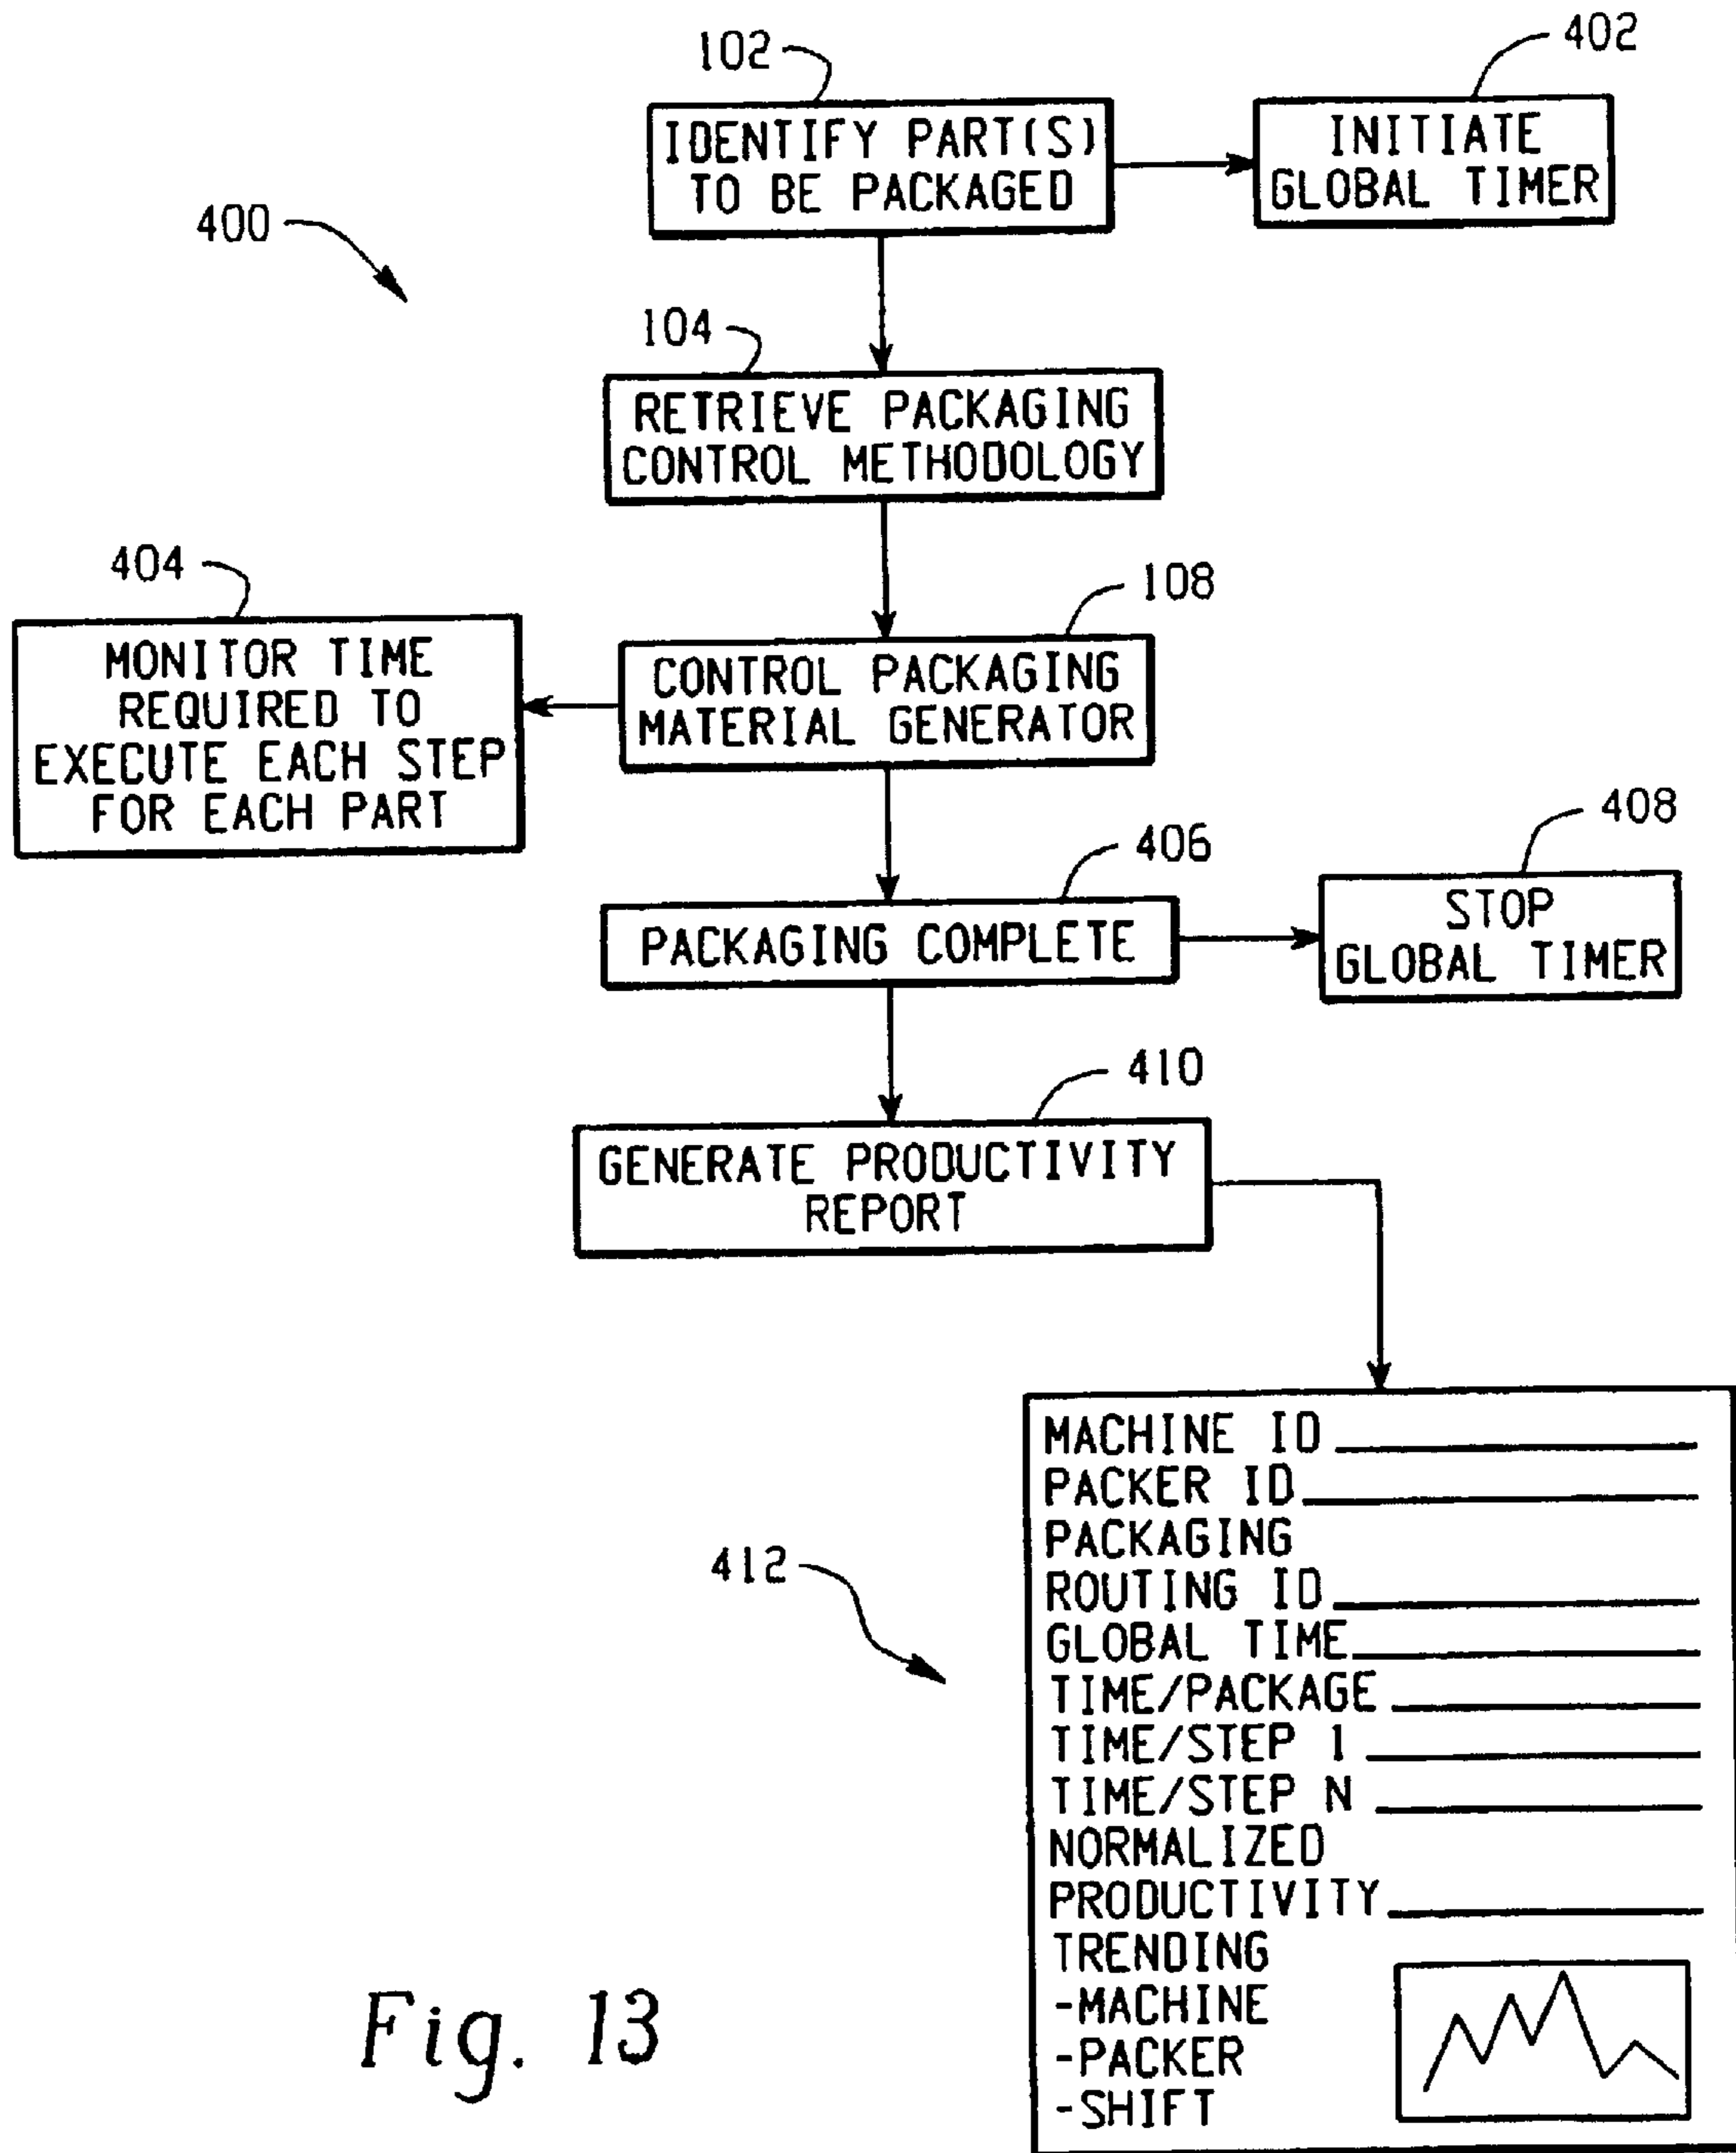 102
402
IDENTIFY PART(S)
TO BE PACKAGED
INITIATE
GLOBAL TIMER
400
104
RETRIEVE PACKAGING
CONTROL METHODOLOGY
404
108
MONITOR TIME
REQUIRED TO
EXECUTE EACH STEP
FOR EACH PART
CONTROL PACKAGING
MATERIAL GENERATOR
406
408
PACKAGING COMPLETE
STOP
GLOBAL TIMER
410
GENERATE PRODUCTIVITY
REPORT
412
MACHINE ID
PACKER ID
PACKAGING
ROUTING ID
GLOBAL TIME
TIME/PACKAGE
TIME/STEP 1
TIME/STEP N
NORMALIZED
PRODUCTIVITY
TRENDING
-MACHINE
-PACKER
-SHIFT
Fig. 13